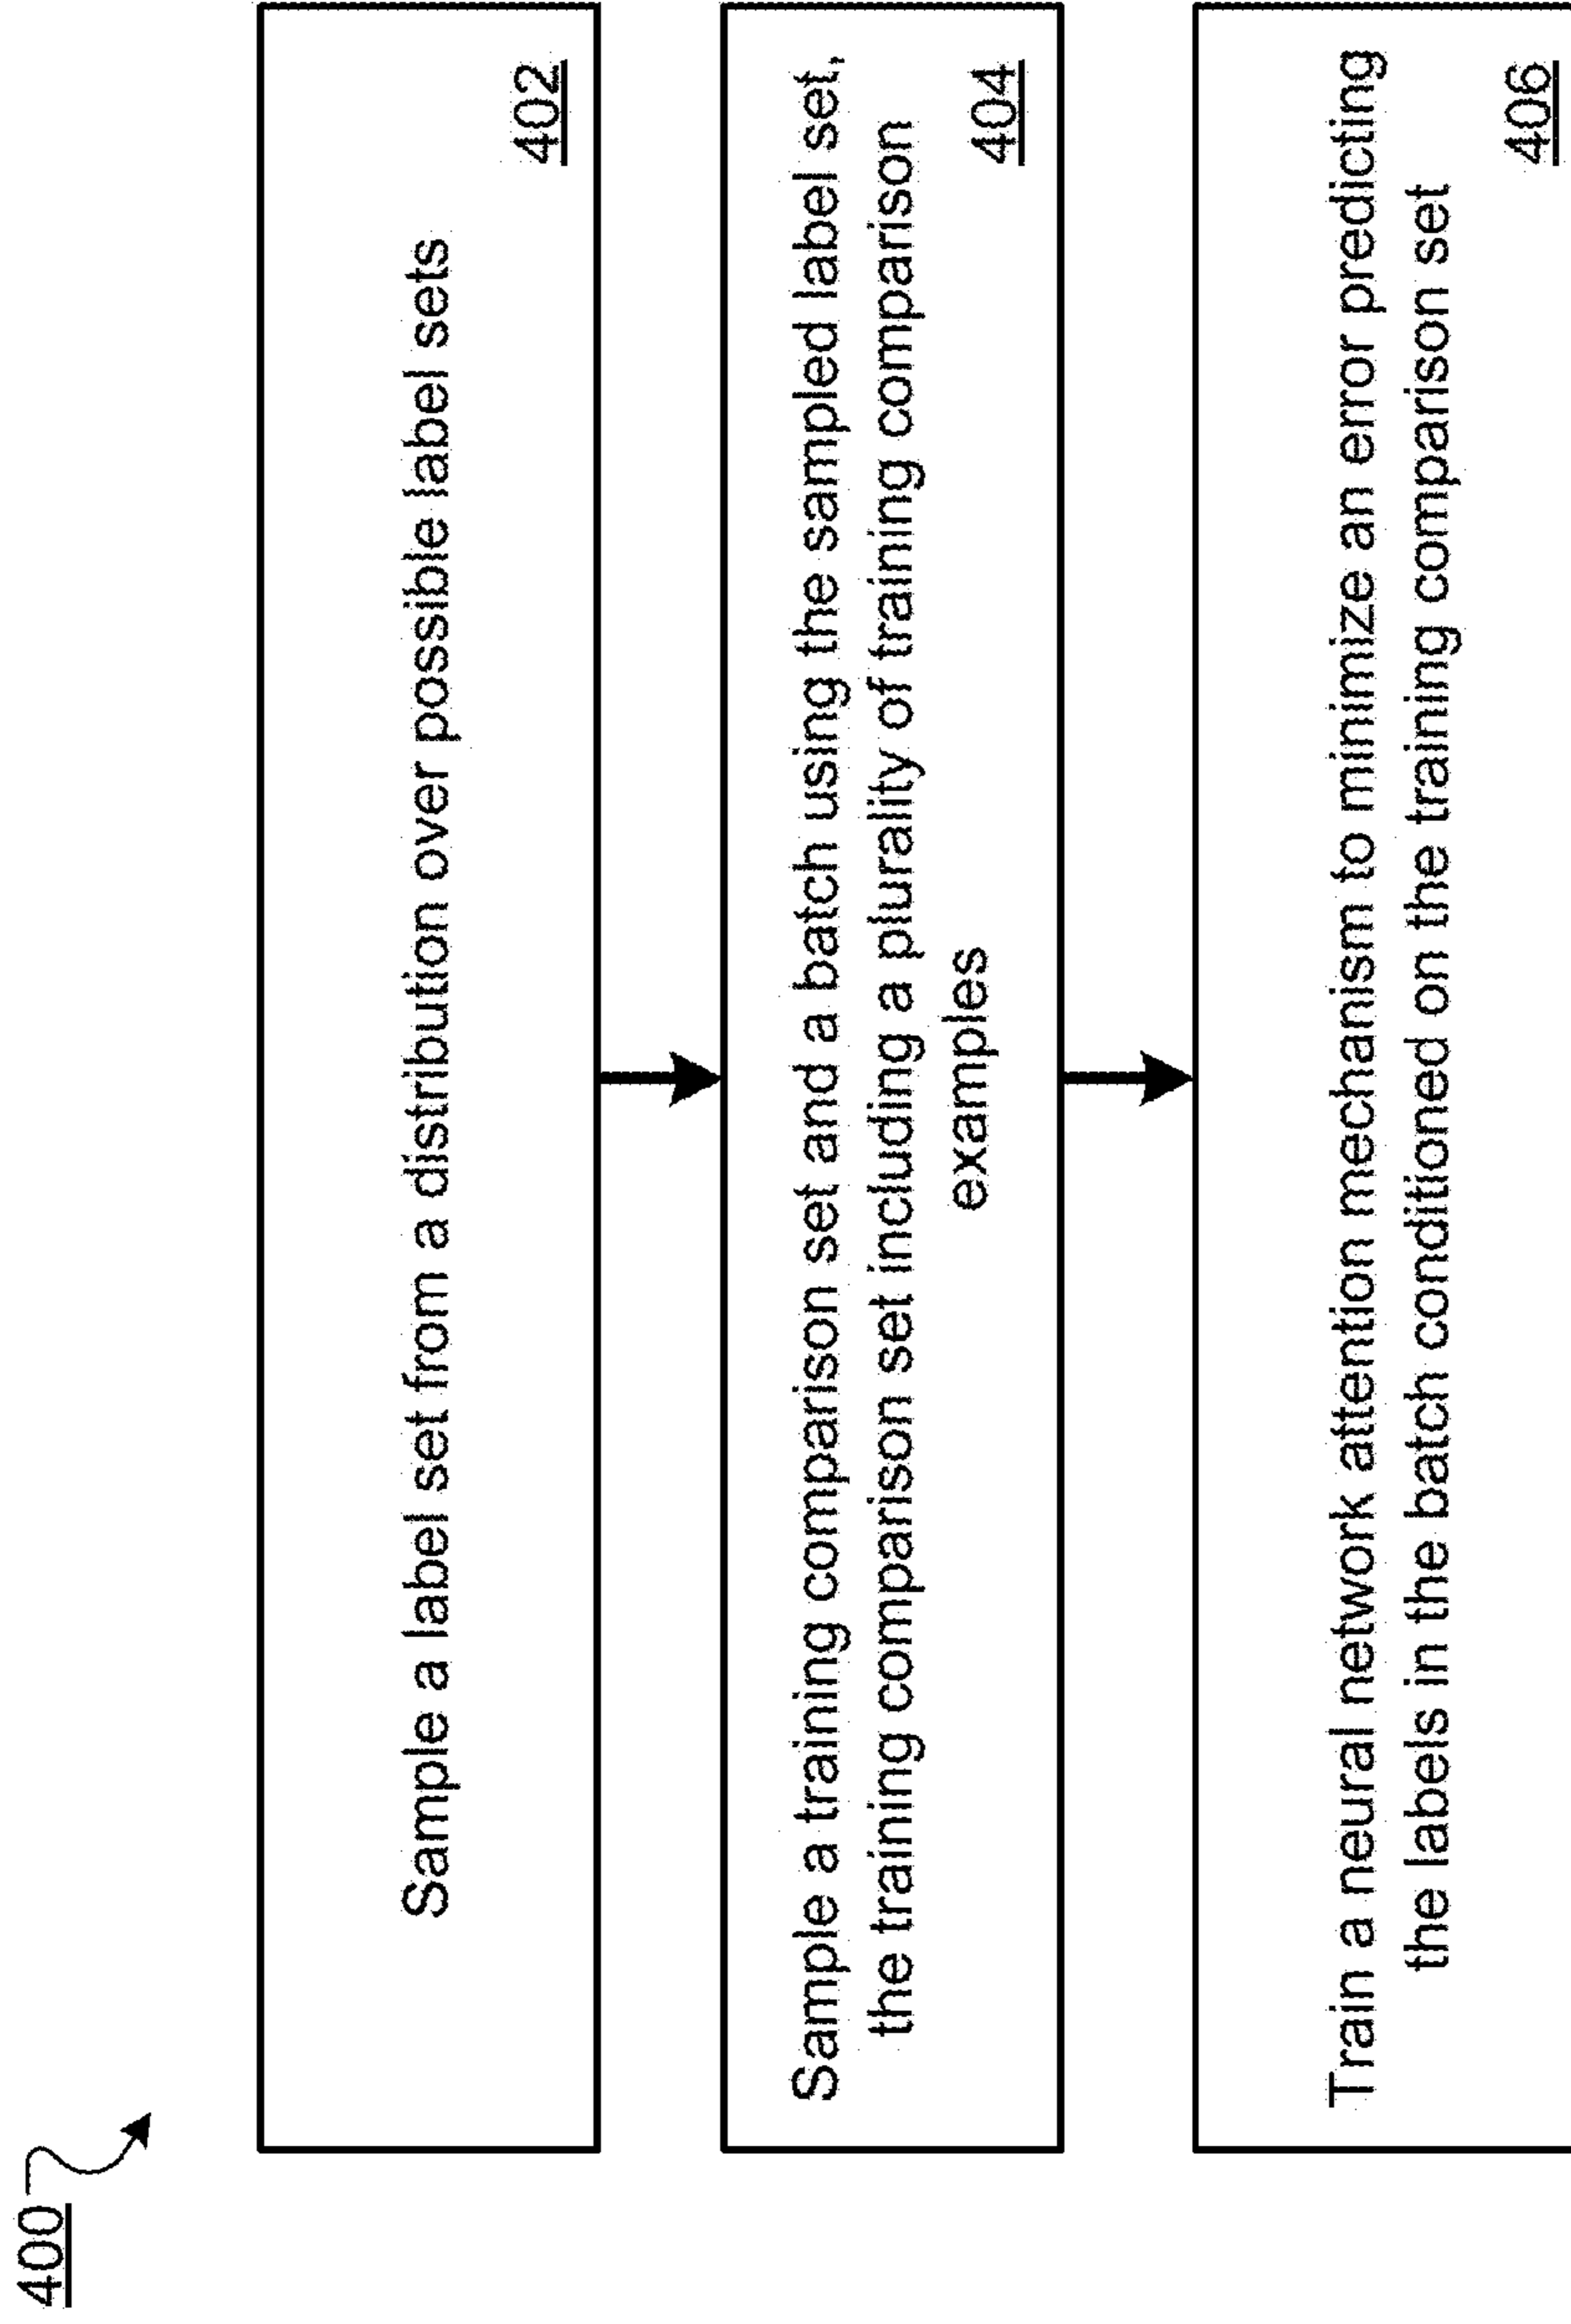 400
Sample a label set from a distribution over possible label sets
402
Sample a training comparison set and a batch using the sampled label set,
the training comparison set including a plurality of training comparison
examples
404
Train a neural network attention mechanism to minimize an error predicting
the labels in the batch conditioned on the training comparison set
406